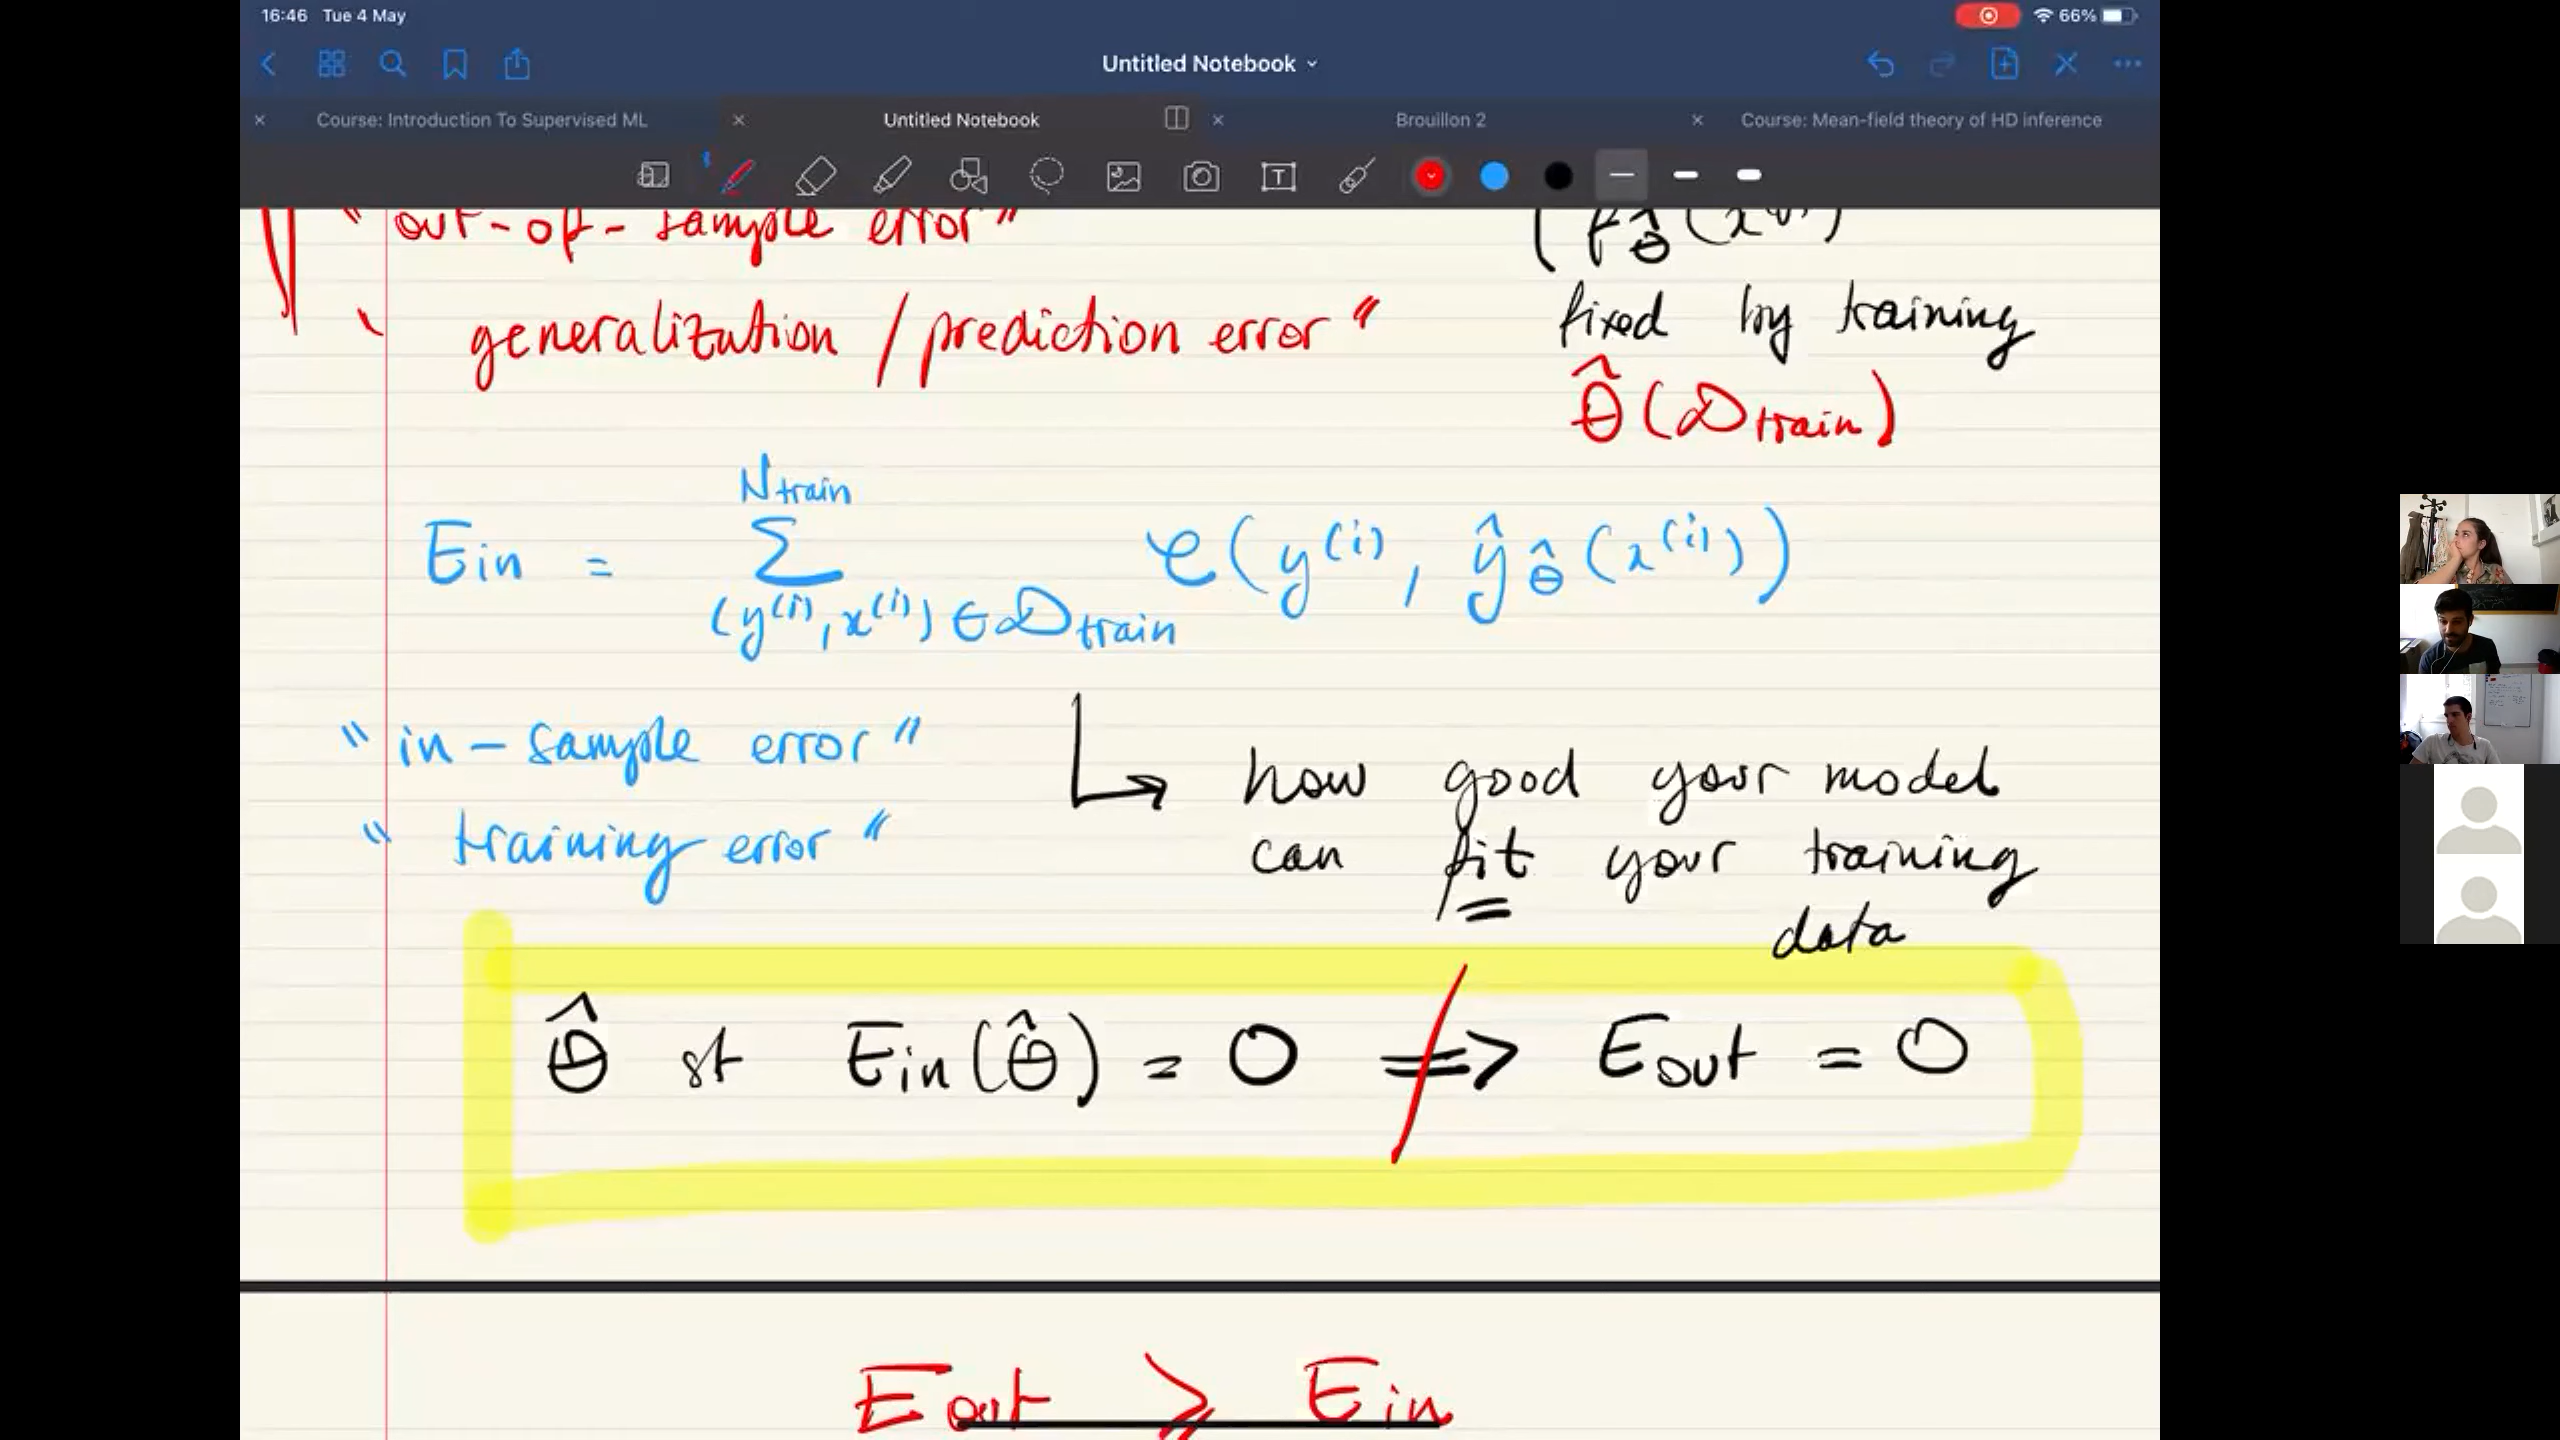 16:46 Tue 4 May 66%
Untitled Notebook
Course: Introduction To Supervised ML Untitled Notebook Brouillon 2 Course: Mean-field theory of HD inference
"out-of-sample error"
generalization / prediction error"
fixed by training
θ̂(𝒟train)
Ntrain
Ein = Σ e(y⁽ⁱ⁾, ŷ_θ̂(x⁽ⁱ⁾))
(y⁽ⁱ⁾, x⁽ⁱ⁾) ∈ 𝒟train
"in-sample error"
"training error"
↳ how good your model
can fit your training
data
θ̂ st Ein(θ̂) = 0 ⇏ Eout = 0
Eout ⩾ Ein